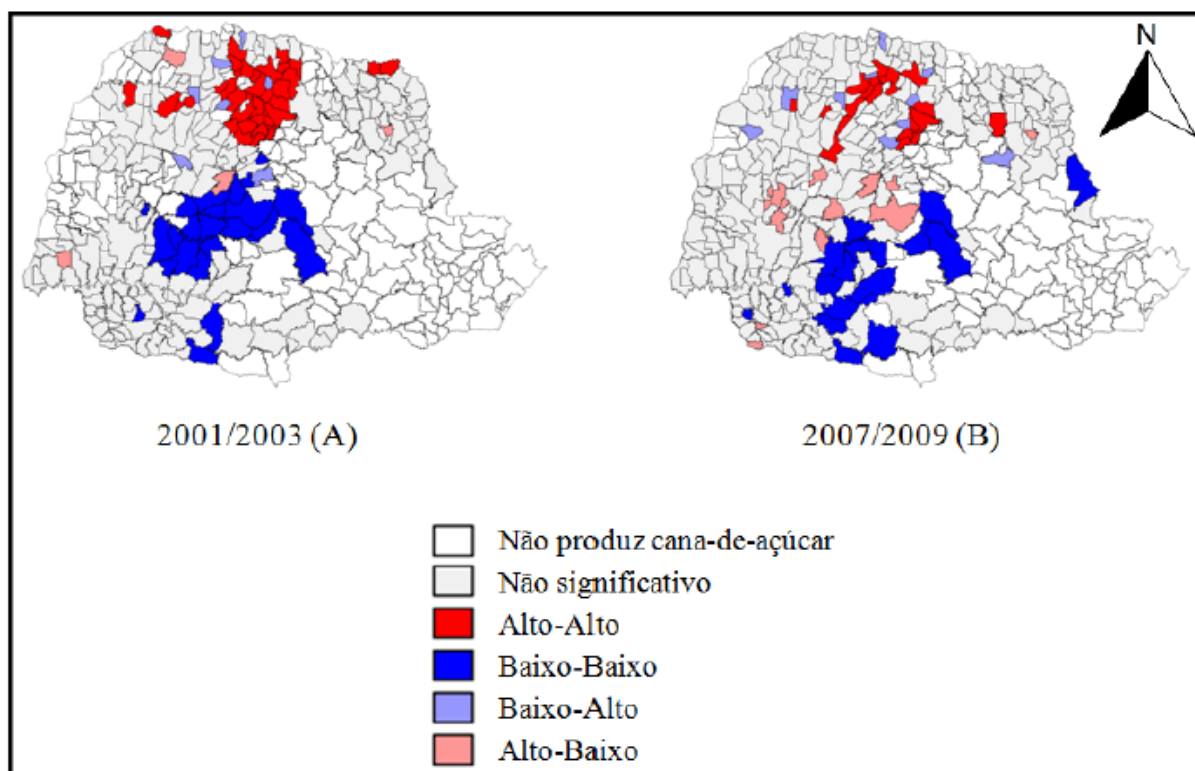 N
2001/2003 (A)
2007/2009 (B)
Não produz cana-de-açúcar
Não significativo
Alto-Alto
Baixo-Baixo
Baixo-Alto
Alto-Baixo